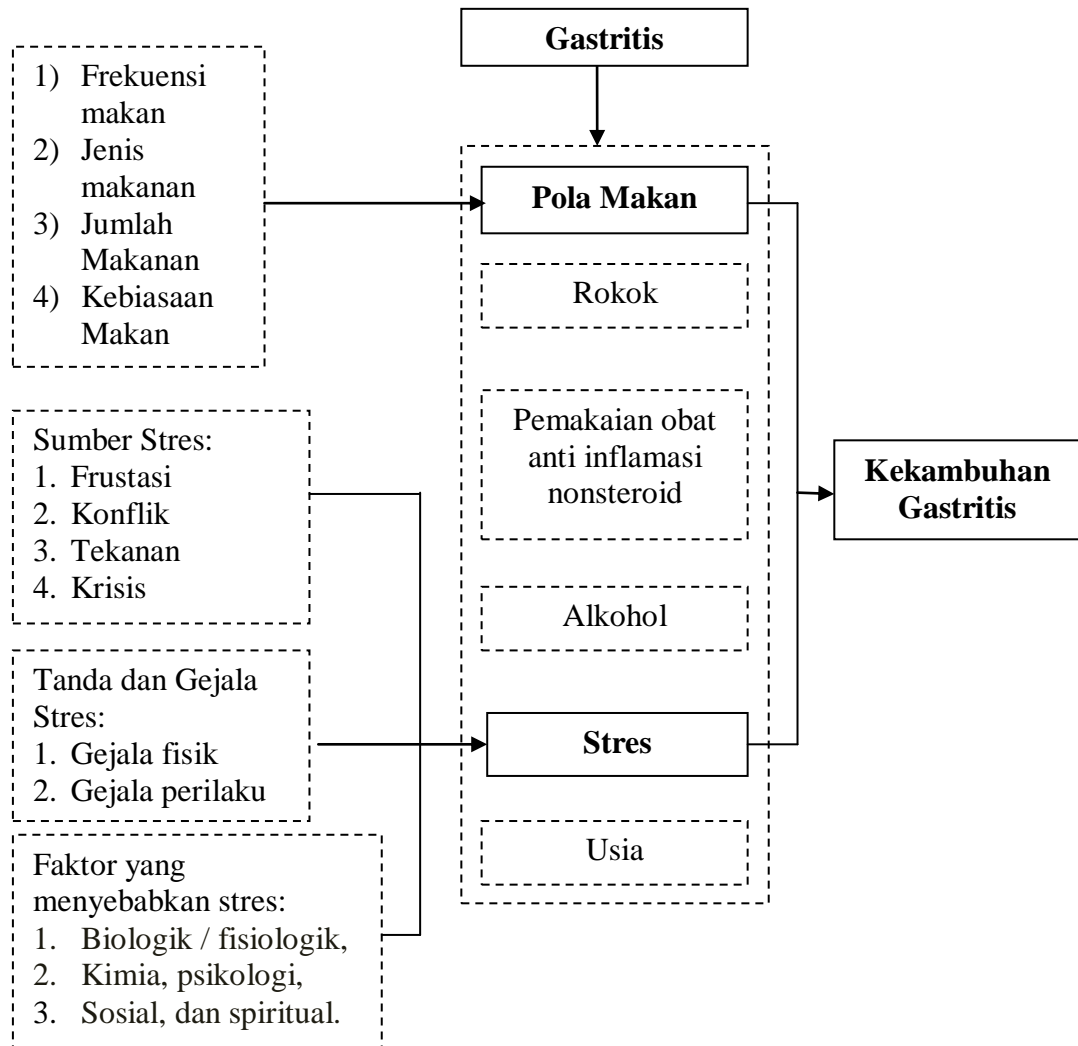 Gastritis
1) Frekuensi
makan
2) Jenis
makanan
3) Jumlah
Makanan
4) Kebiasaan
Makan
Pola Makan
Rokok
Pemakaian obat
anti inflamasi
nonsteroid
Alkohol
Stres
Usia
Sumber Stres:
1. Frustasi
2. Konflik
3. Tekanan
4. Krisis
Tanda dan Gejala
Stres:
1. Gejala fisik
2. Gejala perilaku
Faktor yang
menyebabkan stres:
1. Biologik / fisiologik,
2. Kimia, psikologi,
3. Sosial, dan spiritual.
Kekambuhan
Gastritis